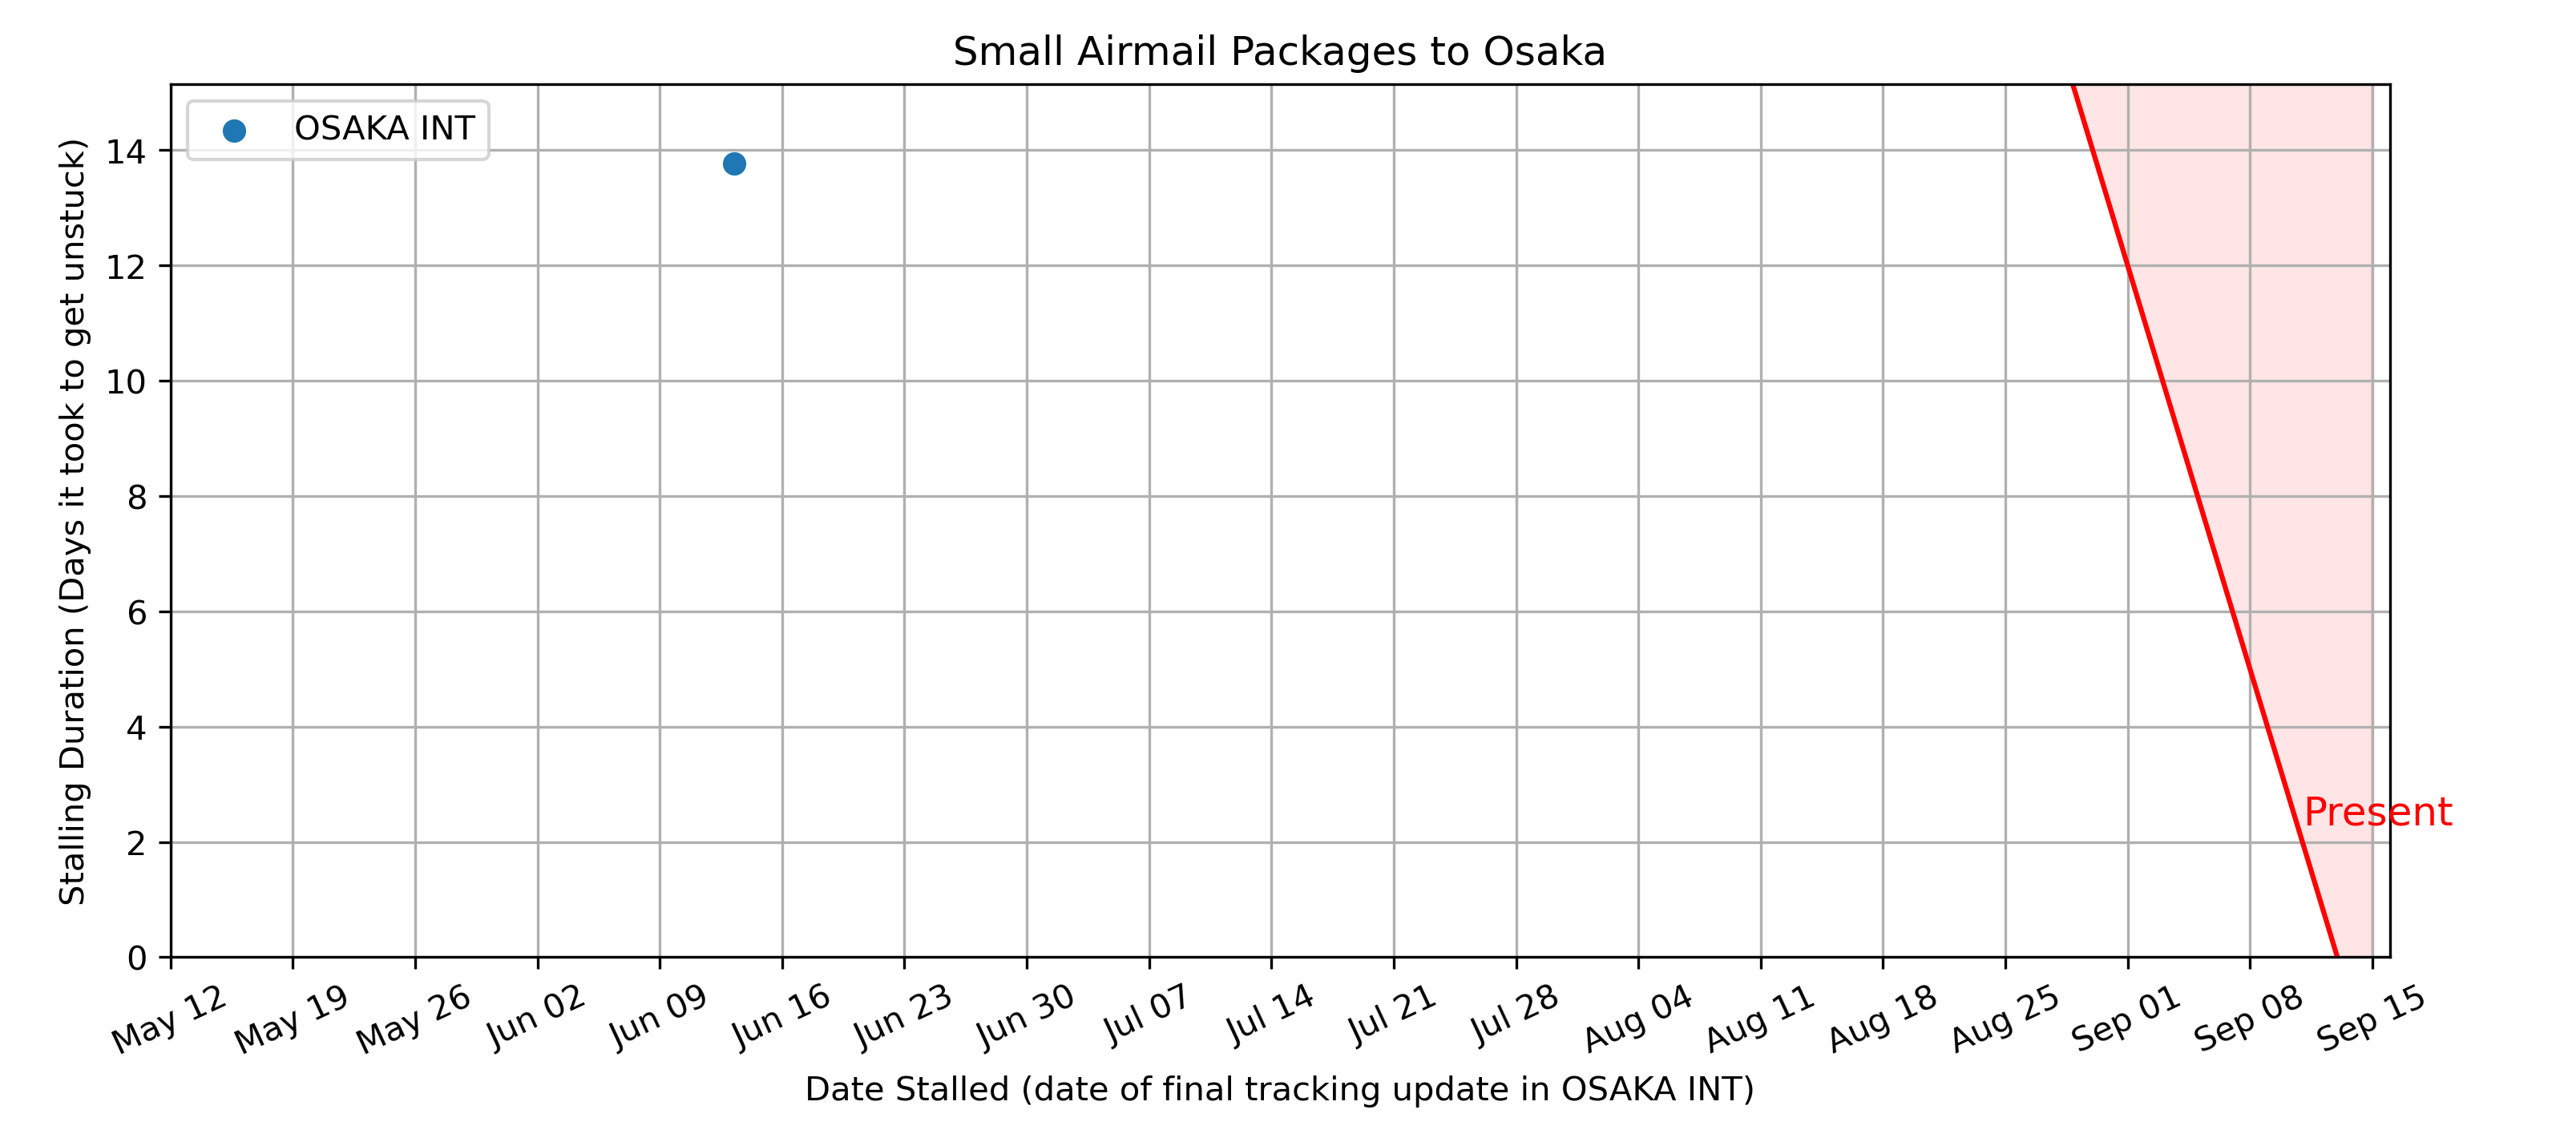 Small Airmail Packages to Osaka
OSAKA INT
Stalling Duration (Days it took to get unstuck)
14
12
10
8
6
4
2
0
Present
May 12
May 19
May 26
Jun 02
Jun 09
Jun 16
Jun 23
Jun 30
Jul 07
Jul 14
Jul 21
Jul 28
Aug 04
Aug 11
Aug 18
Aug 25
Sep 01
Sep 08
Sep 15
Date Stalled (date of final tracking update in OSAKA INT)